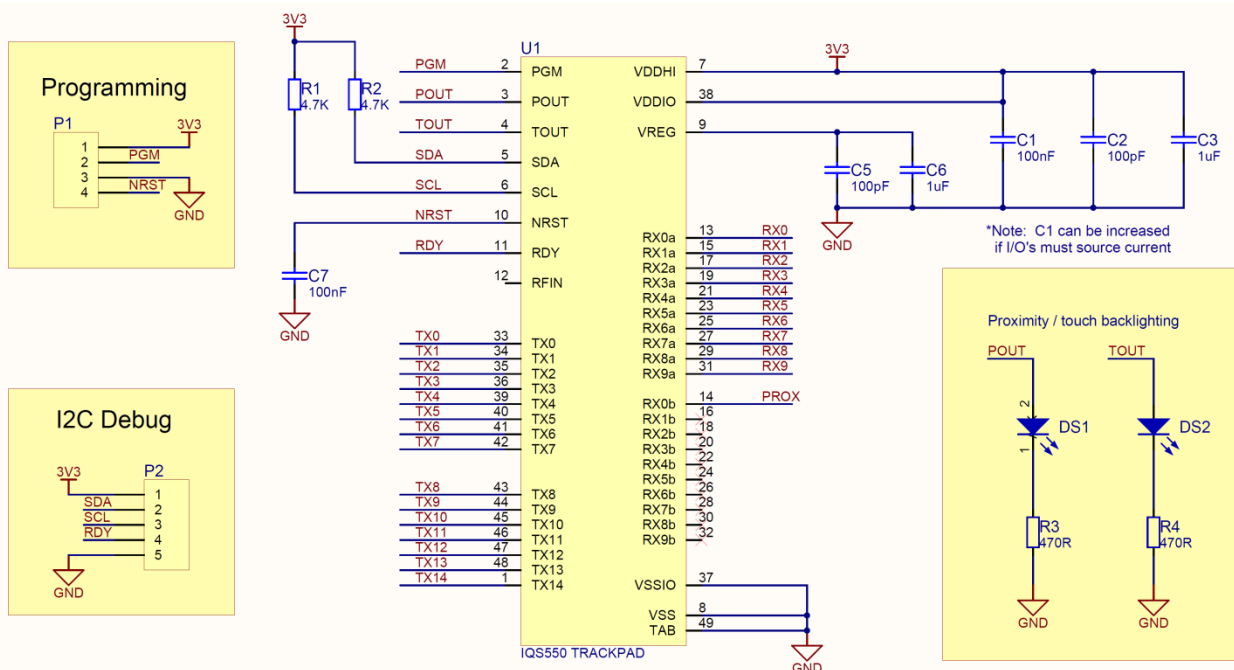 Programming
P1
3V3
1
2 PGM
3
4 NRST
GND
I2C Debug
P2
3V3
1
SDA 2
SCL 3
RDY 4
5
GND
3V3
R1
4.7K
R2
4.7K
C7
100nF
GND
U1
PGM 2 PGM
POUT 3 POUT
TOUT 4 TOUT
SDA 5 SDA
SCL 6 SCL
NRST 10 NRST
RDY 11 RDY
12 RFIN
TX0 33 TX0
TX1 34 TX1
TX2 35 TX2
TX3 36 TX3
TX4 39 TX4
TX5 40 TX5
TX6 41 TX6
TX7 42 TX7
TX8 43 TX8
TX9 44 TX9
TX10 45 TX10
TX11 46 TX11
TX12 47 TX12
TX13 48 TX13
TX14 1 TX14
VDDHI 7
VDDIO 38
VREG 9
RX0a 13 RX0
RX1a 15 RX1
RX2a 17 RX2
RX3a 19 RX3
RX4a 21 RX4
RX5a 23 RX5
RX6a 25 RX6
RX7a 27 RX7
RX8a 29 RX8
RX9a 31 RX9
RX0b 14 PROX
RX1b 16
RX2b 18
RX3b 20
RX4b 22
RX5b 24
RX6b 26
RX7b 28
RX8b 30
RX9b 32
VSSIO 37
VSS 8
TAB 49
IQS550 TRACKPAD
GND
3V3
C5
100pF
C6
1uF
C1
100nF
C2
100pF
C3
1uF
GND
*Note: C1 can be increased
if I/O's must source current
Proximity / touch backlighting
POUT
TOUT
2
1
DS1
DS2
R3
470R
R4
470R
GND
GND